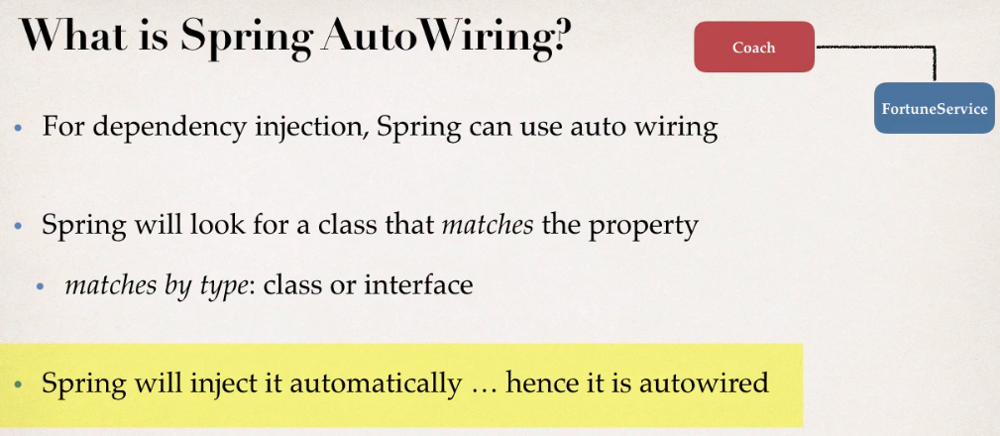 What is Spring AutoWiring?
Coach
FortuneService
• For dependency injection, Spring can use auto wiring
• Spring will look for a class that matches the property
• matches by type: class or interface
• Spring will inject it automatically … hence it is autowired